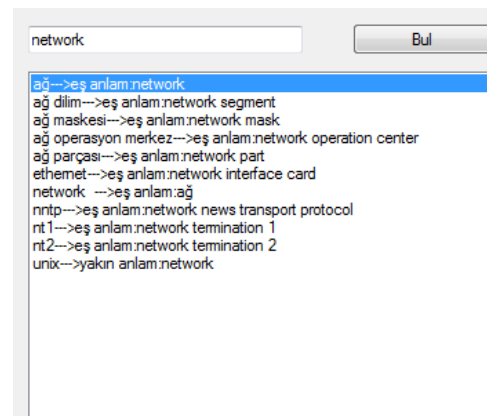 network
Bul
ağ--->eş anlam:network
ağ dilim--->eş anlam:network segment
ağ maskesi--->eş anlam:network mask
ağ operasyon merkez--->eş anlam:network operation center
ağ parçası--->eş anlam:network part
ethernet--->eş anlam:network interface card
network  --->eş anlam:ağ
nntp--->eş anlam:network news transport protocol
nt1--->eş anlam:network termination 1
nt2--->eş anlam:network termination 2
unix--->yakın anlam:network